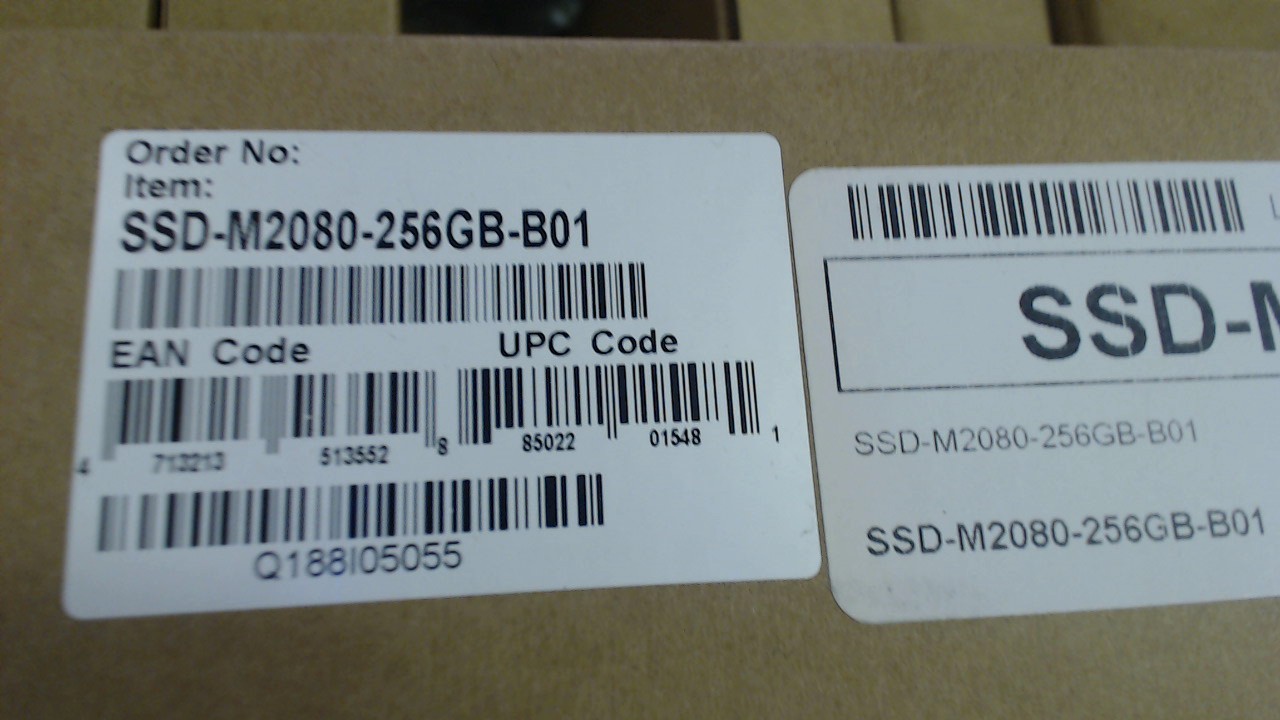 Order No:
Item:
SSD-M2080-256GB-B01
EAN Code UPC Code
4 713213 513552 8 85022 01548 1
Q188I05055
SSD-M
SSD-M2080-256GB-B01
SSD-M2080-256GB-B01